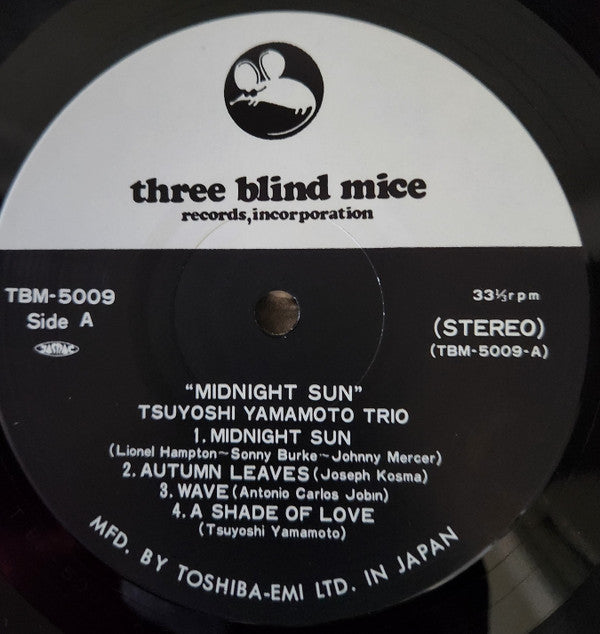 three blind mice
records,incorporation
TBM-5009
Side A
JASRAC
33⅓rpm
(STEREO)
(TBM-5009-A)
"MIDNIGHT SUN"
TSUYOSHI YAMAMOTO TRIO
1. MIDNIGHT SUN
(Lionel Hampton~Sonny Burke~Johnny Mercer)
2. AUTUMN LEAVES (Joseph Kosma)
3. WAVE (Antonio Carlos Jobin)
4. A SHADE OF LOVE
(Tsuyoshi Yamamoto)
MFD. BY TOSHIBA-EMI LTD. IN JAPAN